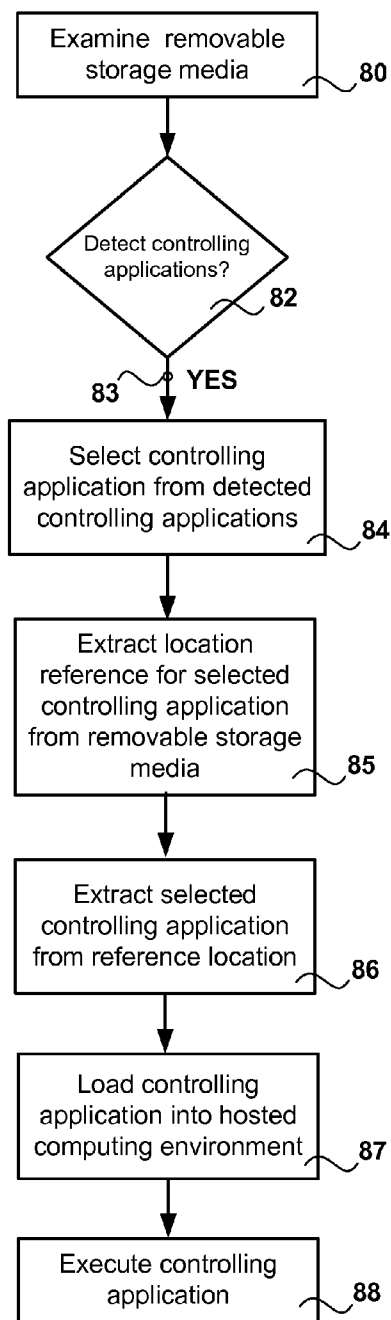 Examine removable
storage media
80
Detect controlling
applications?
82
83
YES
Select controlling
application from detected
controlling applications
84
Extract location
reference for selected
controlling application
from removable storage
media
85
Extract selected
controlling application
from reference location
86
Load controlling
application into hosted
computing environment
87
Execute controlling
application
88